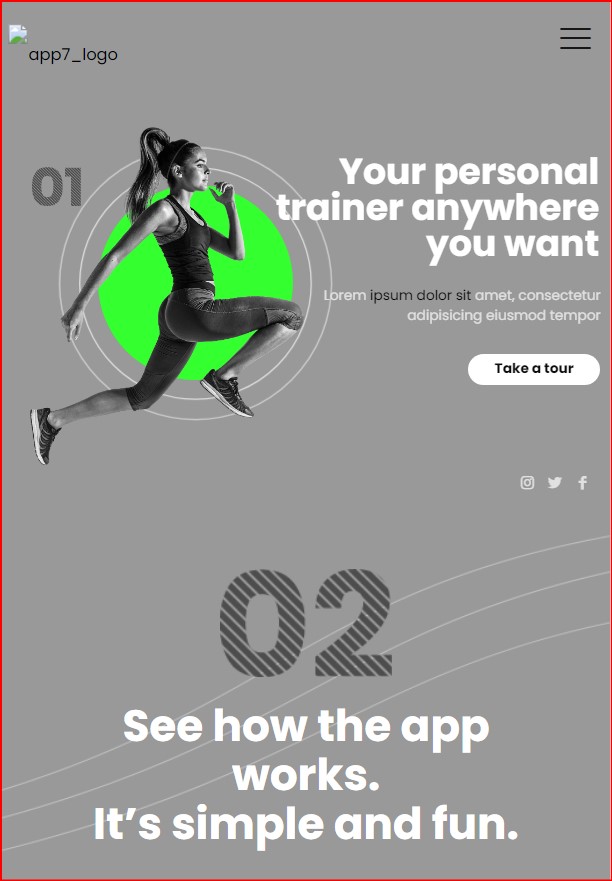 app7_logo
01
Your personal
trainer anywhere
you want
Lorem ipsum dolor sit amet, consectetur
adipisicing eiusmod tempor
Take a tour
02
See how the app
works.
It’s simple and fun.